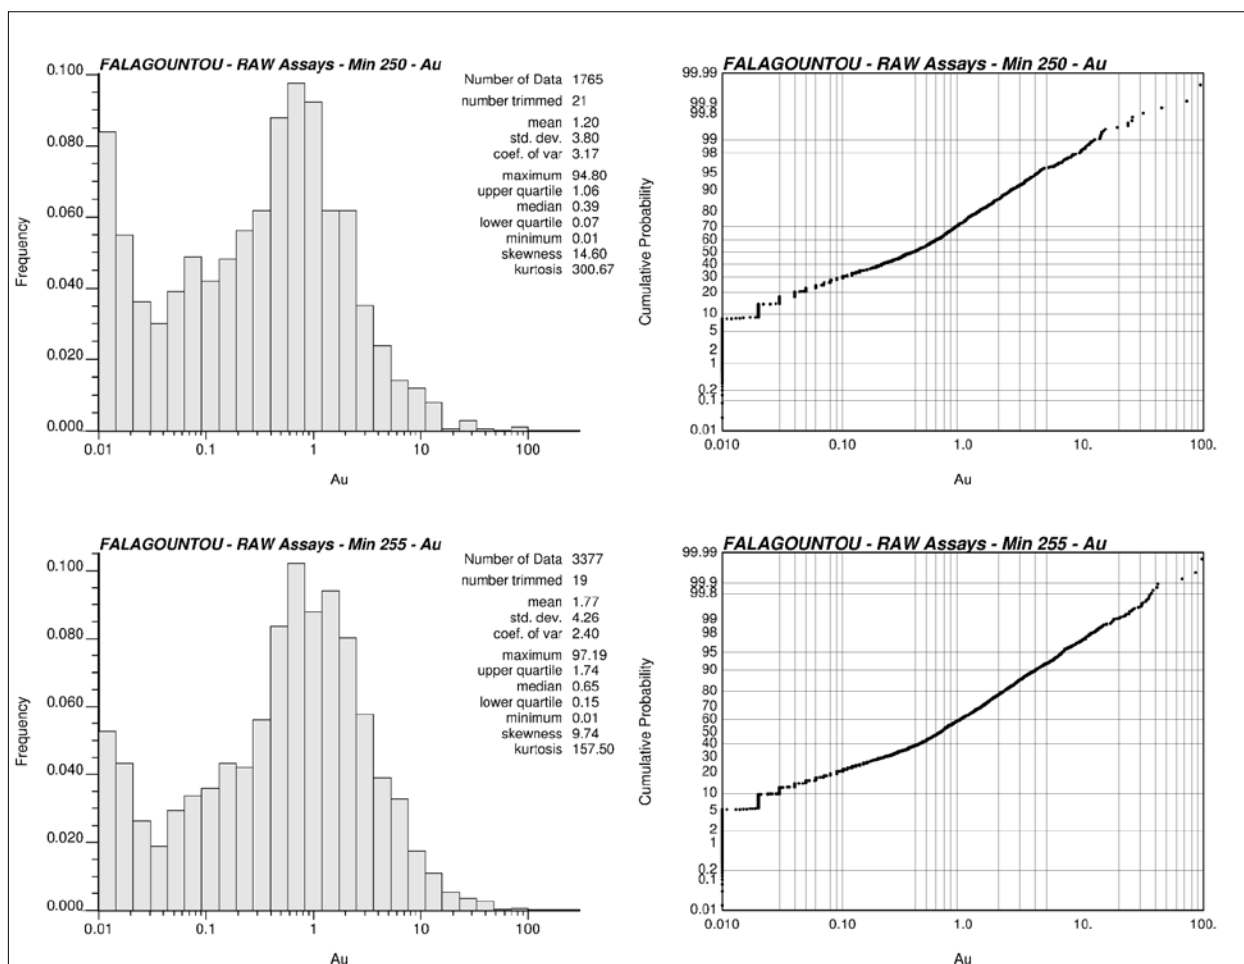 FALAGOUNTOU - RAW Assays - Min 250 - Au
Number of Data 1765
number trimmed 21
mean 1.20
std. dev. 3.80
coef. of var 3.17
maximum 94.80
upper quartile 1.06
median 0.39
lower quartile 0.07
minimum 0.01
skewness 14.60
kurtosis 300.67
Frequency
0.100
0.080
0.060
0.040
0.020
0.000
0.01 0.1 1 10 100
Au
FALAGOUNTOU - RAW Assays - Min 250 - Au
Cumulative Probability
99.99
99.9
99.8
99
98
95
90
80
70
60
50
40
30
20
10
5
2
1
0.2
0.1
0.01
0.010 0.10 1.0 10. 100.
Au
FALAGOUNTOU - RAW Assays - Min 255 - Au
Number of Data 3377
number trimmed 19
mean 1.77
std. dev. 4.26
coef. of var 2.40
maximum 97.19
upper quartile 1.74
median 0.65
lower quartile 0.15
minimum 0.01
skewness 9.74
kurtosis 157.50
Frequency
0.100
0.080
0.060
0.040
0.020
0.000
0.01 0.1 1 10 100
Au
FALAGOUNTOU - RAW Assays - Min 255 - Au
Cumulative Probability
99.99
99.9
99.8
99
98
95
90
80
70
60
50
40
30
20
10
5
2
1
0.2
0.1
0.01
0.010 0.10 1.0 10. 100.
Au